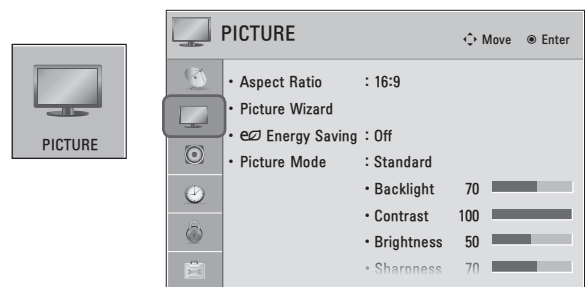 PICTURE
PICTURE
Move Enter
• Aspect Ratio : 16:9
• Picture Wizard
• Energy Saving : Off
• Picture Mode : Standard
• Backlight 70
• Contrast 100
• Brightness 50
• Sharpness 70